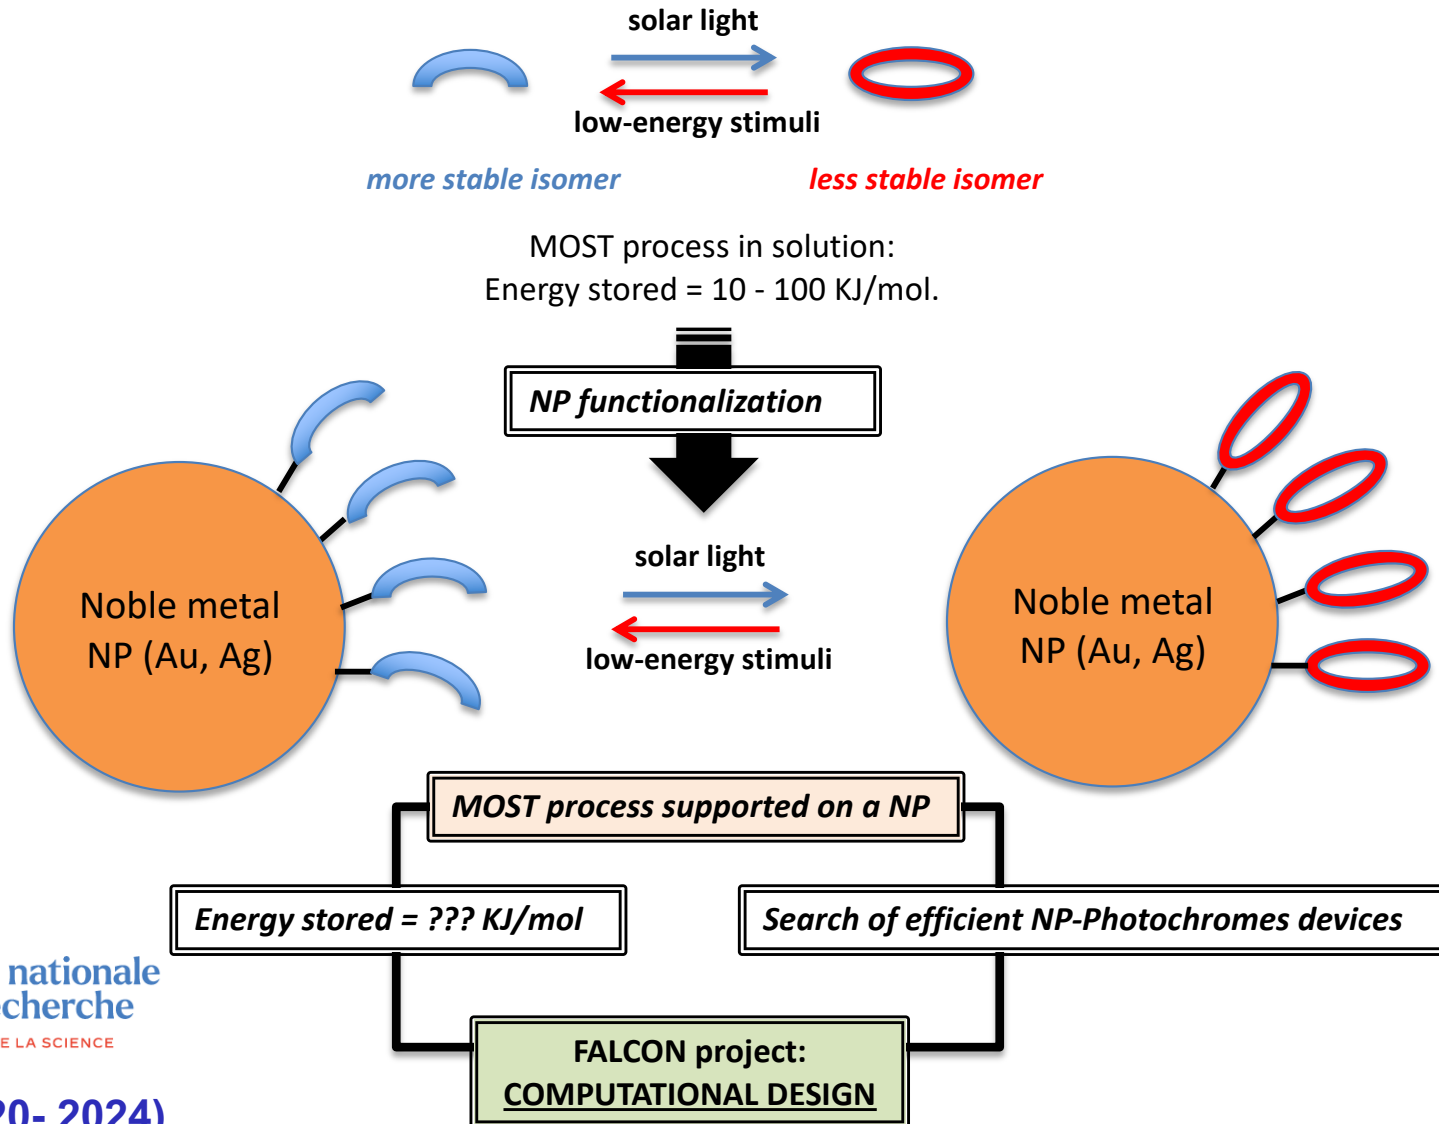 solar light
low-energy stimuli
more stable isomer
less stable isomer
MOST process in solution:
Energy stored = 10 - 100 KJ/mol.
NP functionalization
Noble metal
NP (Au, Ag)
solar light
low-energy stimuli
Noble metal
NP (Au, Ag)
MOST process supported on a NP
Energy stored = ??? KJ/mol
Search of efficient NP-Photochromes devices
nationale
echerche
E LA SCIENCE
FALCON project:
COMPUTATIONAL DESIGN
20- 2024)